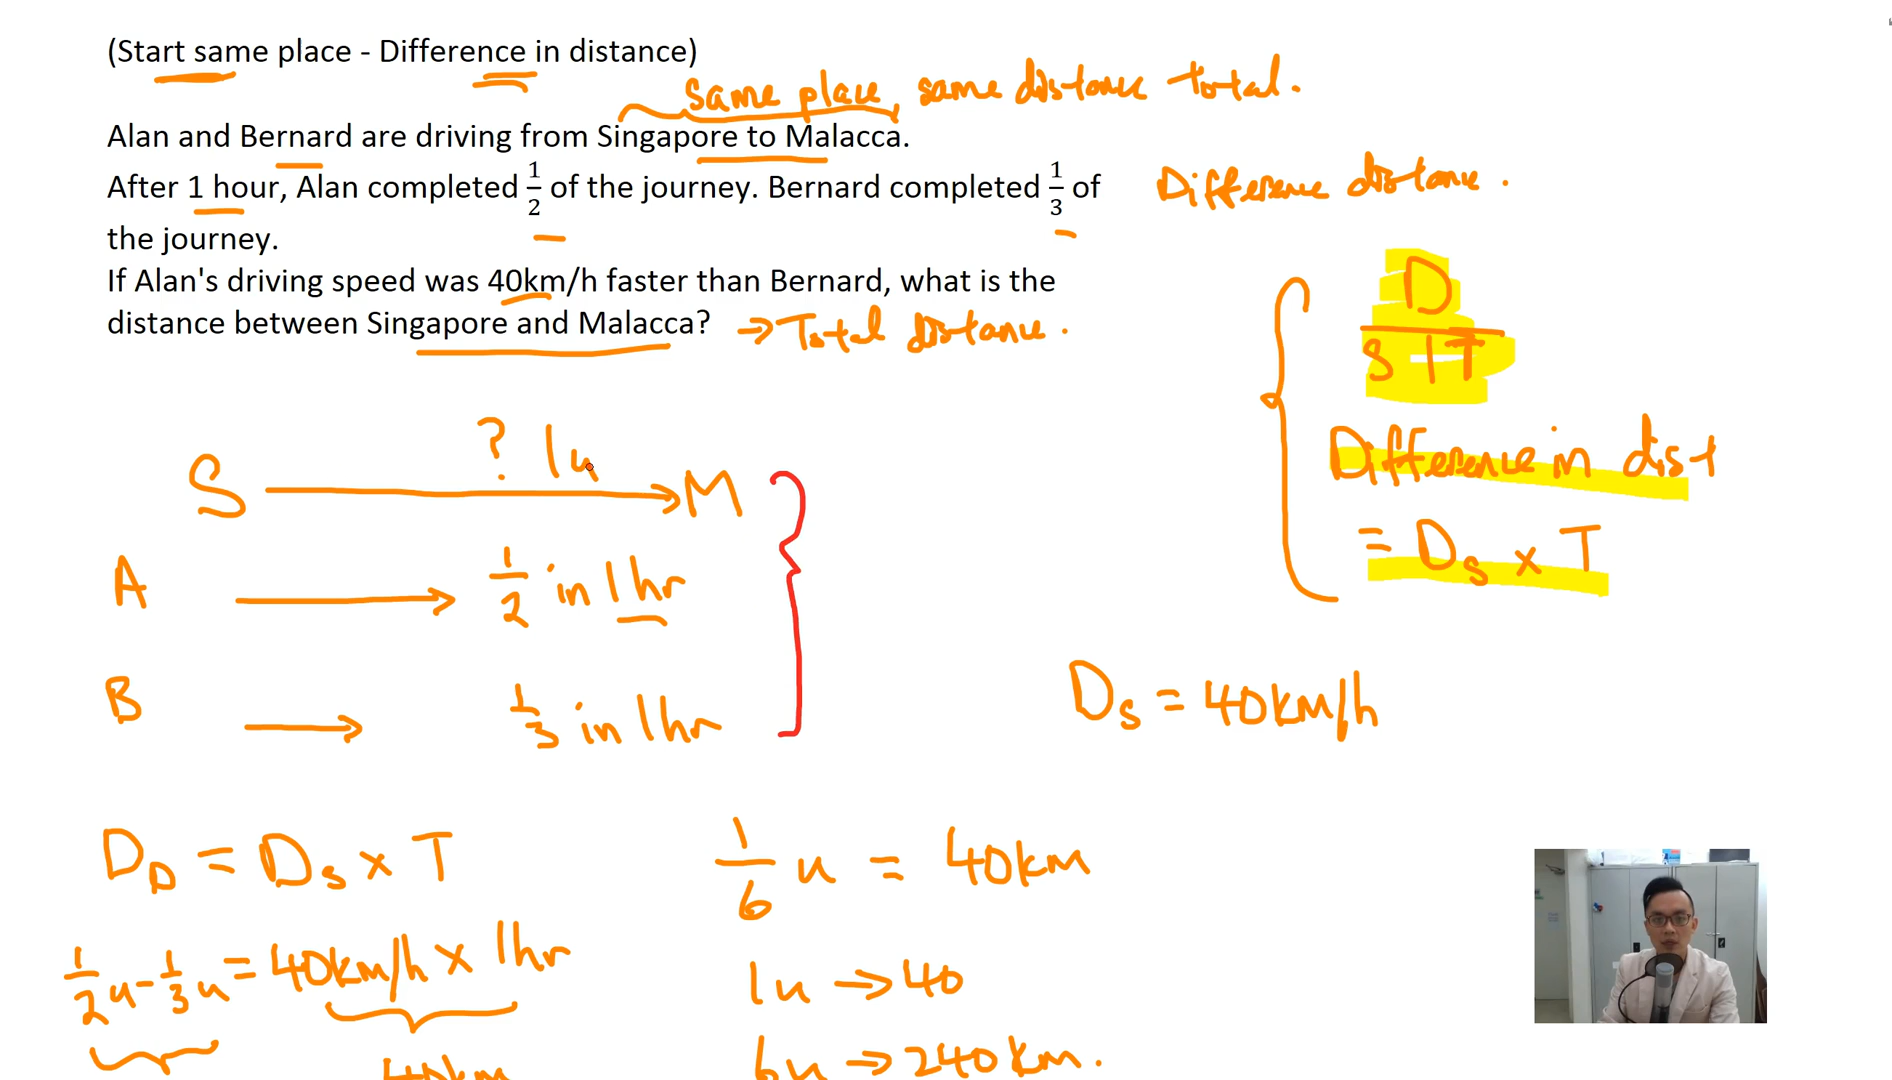 (Start same place - Difference in distance)
same place, same distance total.
Alan and Bernard are driving from Singapore to Malacca.
After 1 hour, Alan completed 1/2 of the journey. Bernard completed 1/3 of
the journey.
Difference distance.
If Alan's driving speed was 40km/h faster than Bernard, what is the
distance between Singapore and Malacca?
→ Total distance.
D
S | T
Difference in dist
= Ds x T
? 1u
S → M
A → 1/2 in 1hr
B → 1/3 in 1hr
Ds = 40km/h
DD = Ds x T
1/2u - 1/3u = 40km/h x 1hr
40km
1/6 u = 40km
1u → 40
6u → 240km.